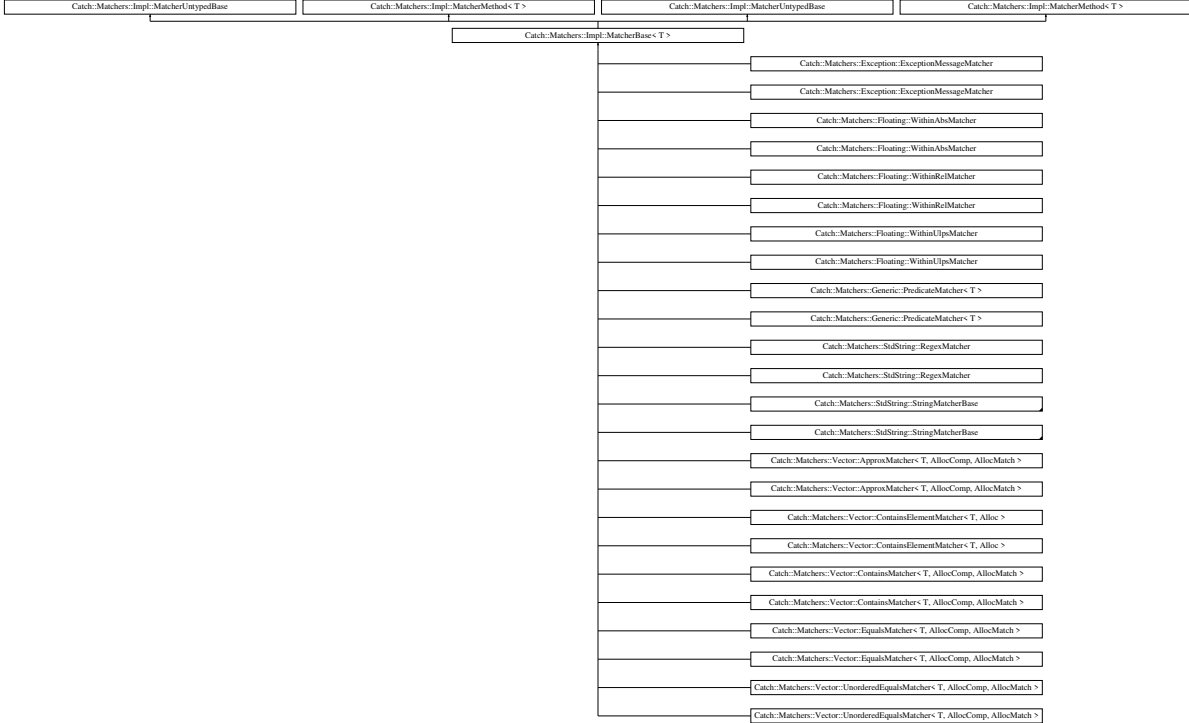 Catch::Matchers::Impl::MatcherUntypedBase
Catch::Matchers::Impl::MatcherMethod< T >
Catch::Matchers::Impl::MatcherUntypedBase
Catch::Matchers::Impl::MatcherMethod< T >
Catch::Matchers::Impl::MatcherBase< T >
Catch::Matchers::Exception::ExceptionMessageMatcher
Catch::Matchers::Exception::ExceptionMessageMatcher
Catch::Matchers::Floating::WithinAbsMatcher
Catch::Matchers::Floating::WithinAbsMatcher
Catch::Matchers::Floating::WithinRelMatcher
Catch::Matchers::Floating::WithinRelMatcher
Catch::Matchers::Floating::WithinUlpsMatcher
Catch::Matchers::Floating::WithinUlpsMatcher
Catch::Matchers::Generic::PredicateMatcher< T >
Catch::Matchers::Generic::PredicateMatcher< T >
Catch::Matchers::StdString::RegexMatcher
Catch::Matchers::StdString::RegexMatcher
Catch::Matchers::StdString::StringMatcherBase
Catch::Matchers::StdString::StringMatcherBase
Catch::Matchers::Vector::ApproxMatcher< T, AllocComp, AllocMatch >
Catch::Matchers::Vector::ApproxMatcher< T, AllocComp, AllocMatch >
Catch::Matchers::Vector::ContainsElementMatcher< T, Alloc >
Catch::Matchers::Vector::ContainsElementMatcher< T, Alloc >
Catch::Matchers::Vector::ContainsMatcher< T, AllocComp, AllocMatch >
Catch::Matchers::Vector::ContainsMatcher< T, AllocComp, AllocMatch >
Catch::Matchers::Vector::EqualsMatcher< T, AllocComp, AllocMatch >
Catch::Matchers::Vector::EqualsMatcher< T, AllocComp, AllocMatch >
Catch::Matchers::Vector::UnorderedEqualsMatcher< T, AllocComp, AllocMatch >
Catch::Matchers::Vector::UnorderedEqualsMatcher< T, AllocComp, AllocMatch >